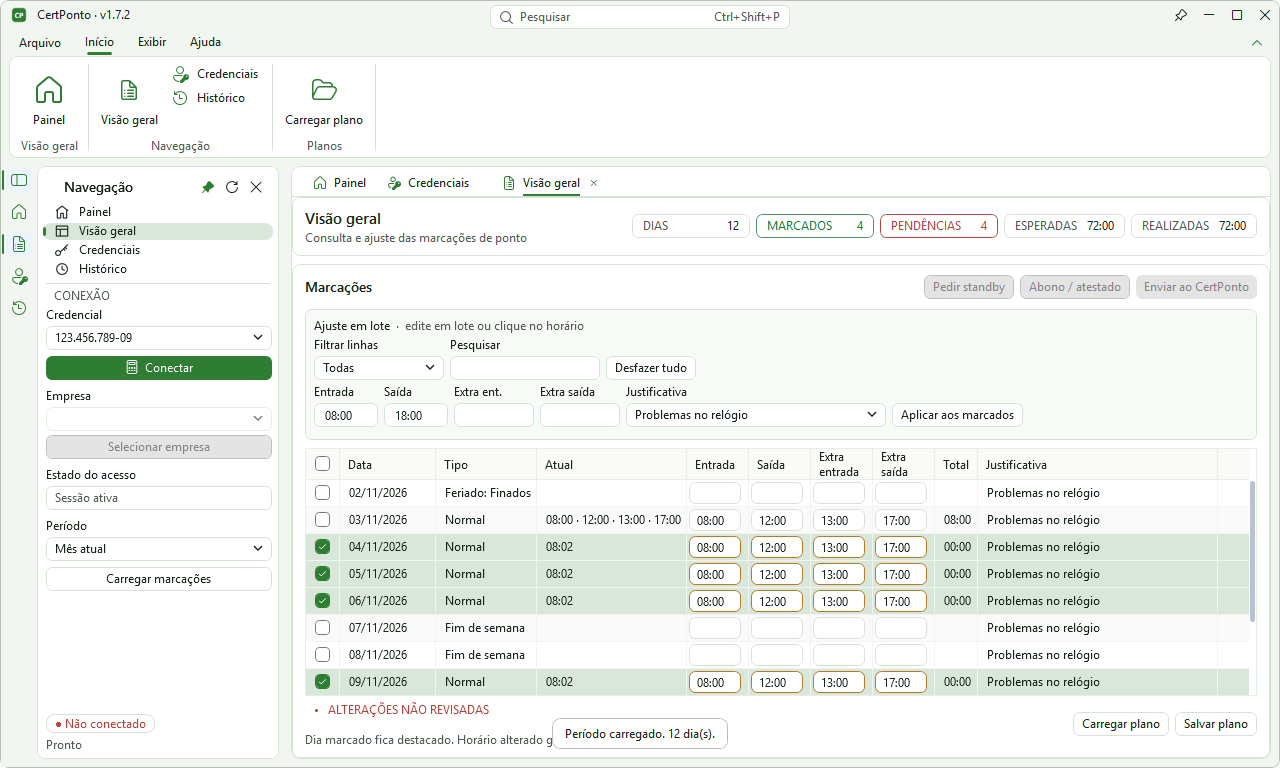 CP CertPonto · v1.7.2
Pesquisar Ctrl+Shift+P
Arquivo Início Exibir Ajuda
Painel
Visão geral
Visão geral
Credenciais
Histórico
Navegação
Carregar plano
Planos
Navegação
Painel
Visão geral
Credenciais
Histórico
CONEXÃO
Credencial
123.456.789-09
Conectar
Empresa
Selecionar empresa
Estado do acesso
Sessão ativa
Período
Mês atual
Carregar marcações
Não conectado
Pronto
Painel Credenciais Visão geral
Visão geral
Consulta e ajuste das marcações de ponto
DIAS 12 MARCADOS 4 PENDÊNCIAS 4 ESPERADAS 72:00 REALIZADAS 72:00
Marcações
Pedir standby Abono / atestado Enviar ao CertPonto
Ajuste em lote · edite em lote ou clique no horário
Filtrar linhas Pesquisar
Todas Desfazer tudo
Entrada Saída Extra ent. Extra saída Justificativa
08:00 18:00 Problemas no relógio Aplicar aos marcados
Data Tipo Atual Entrada Saída Extra entrada Extra saída Total Justificativa
02/11/2026 Feriado: Finados Problemas no relógio
03/11/2026 Normal 08:00 · 12:00 · 13:00 · 17:00 08:00 12:00 13:00 17:00 08:00 Problemas no relógio
04/11/2026 Normal 08:02 08:00 12:00 13:00 17:00 00:00 Problemas no relógio
05/11/2026 Normal 08:02 08:00 12:00 13:00 17:00 00:00 Problemas no relógio
06/11/2026 Normal 08:02 08:00 12:00 13:00 17:00 00:00 Problemas no relógio
07/11/2026 Fim de semana Problemas no relógio
08/11/2026 Fim de semana Problemas no relógio
09/11/2026 Normal 08:02 08:00 12:00 13:00 17:00 00:00 Problemas no relógio
• ALTERAÇÕES NÃO REVISADAS
Dia marcado fica destacado. Horário alterado
Período carregado. 12 dia(s).
Carregar plano Salvar plano